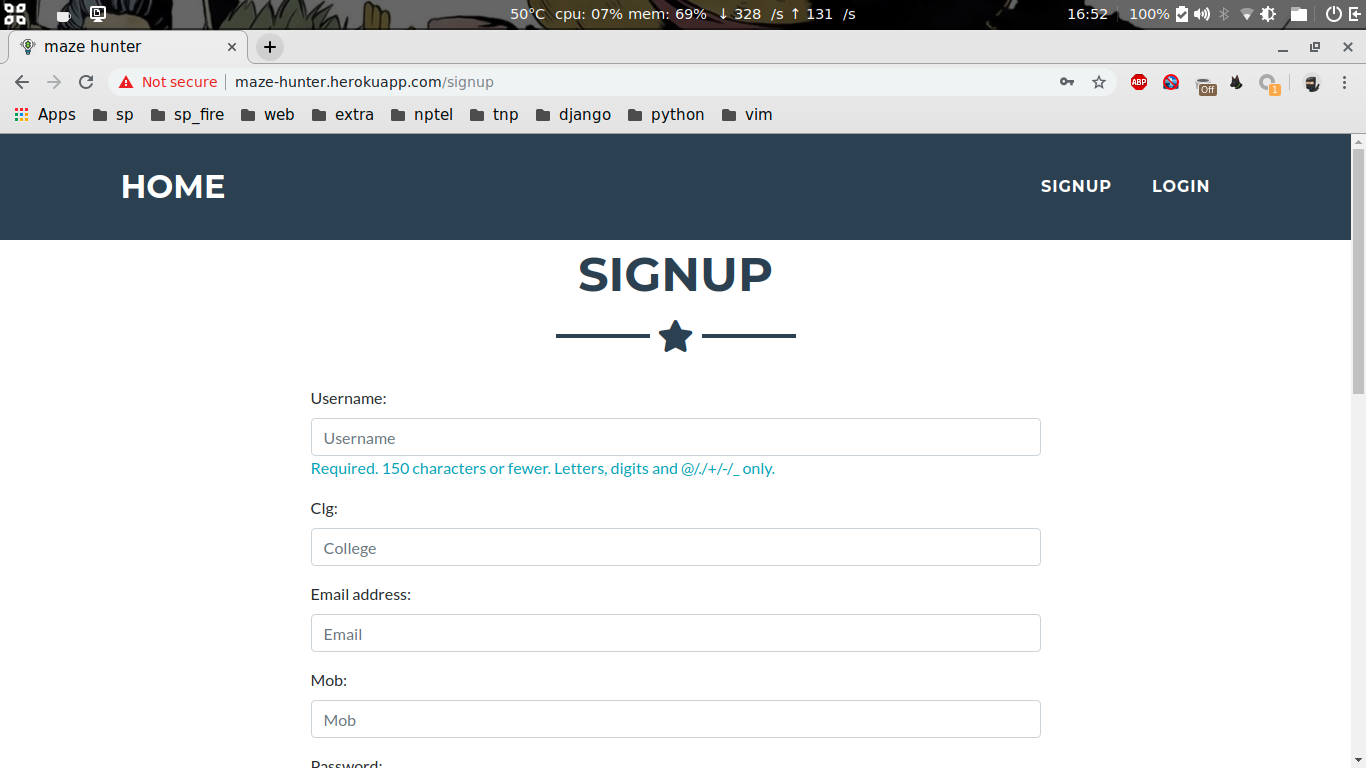 50°C cpu: 07% mem: 69% ↓ 328 /s ↑ 131 /s 16:52 100%
maze hunter
Not secure maze-hunter.herokuapp.com/signup ABP Off 1
Apps sp sp_fire web extra nptel tnp django python vim
HOME SIGNUP LOGIN
SIGNUP
Username:
Username
Required. 150 characters or fewer. Letters, digits and @/./+/-/_ only.
Clg:
College
Email address:
Email
Mob:
Mob
Password: